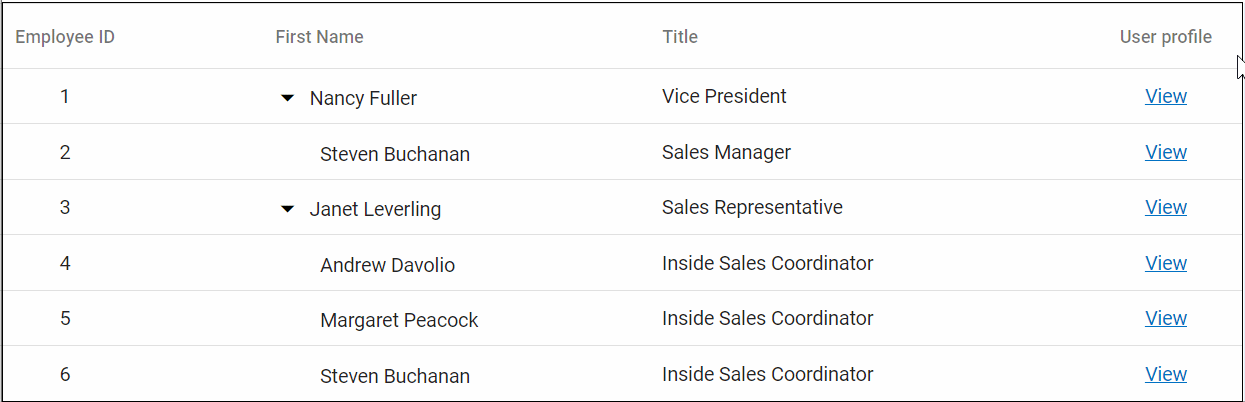 Employee ID First Name Title User profile
1 Nancy Fuller Vice President View
2 Steven Buchanan Sales Manager View
3 Janet Leverling Sales Representative View
4 Andrew Davolio Inside Sales Coordinator View
5 Margaret Peacock Inside Sales Coordinator View
6 Steven Buchanan Inside Sales Coordinator View